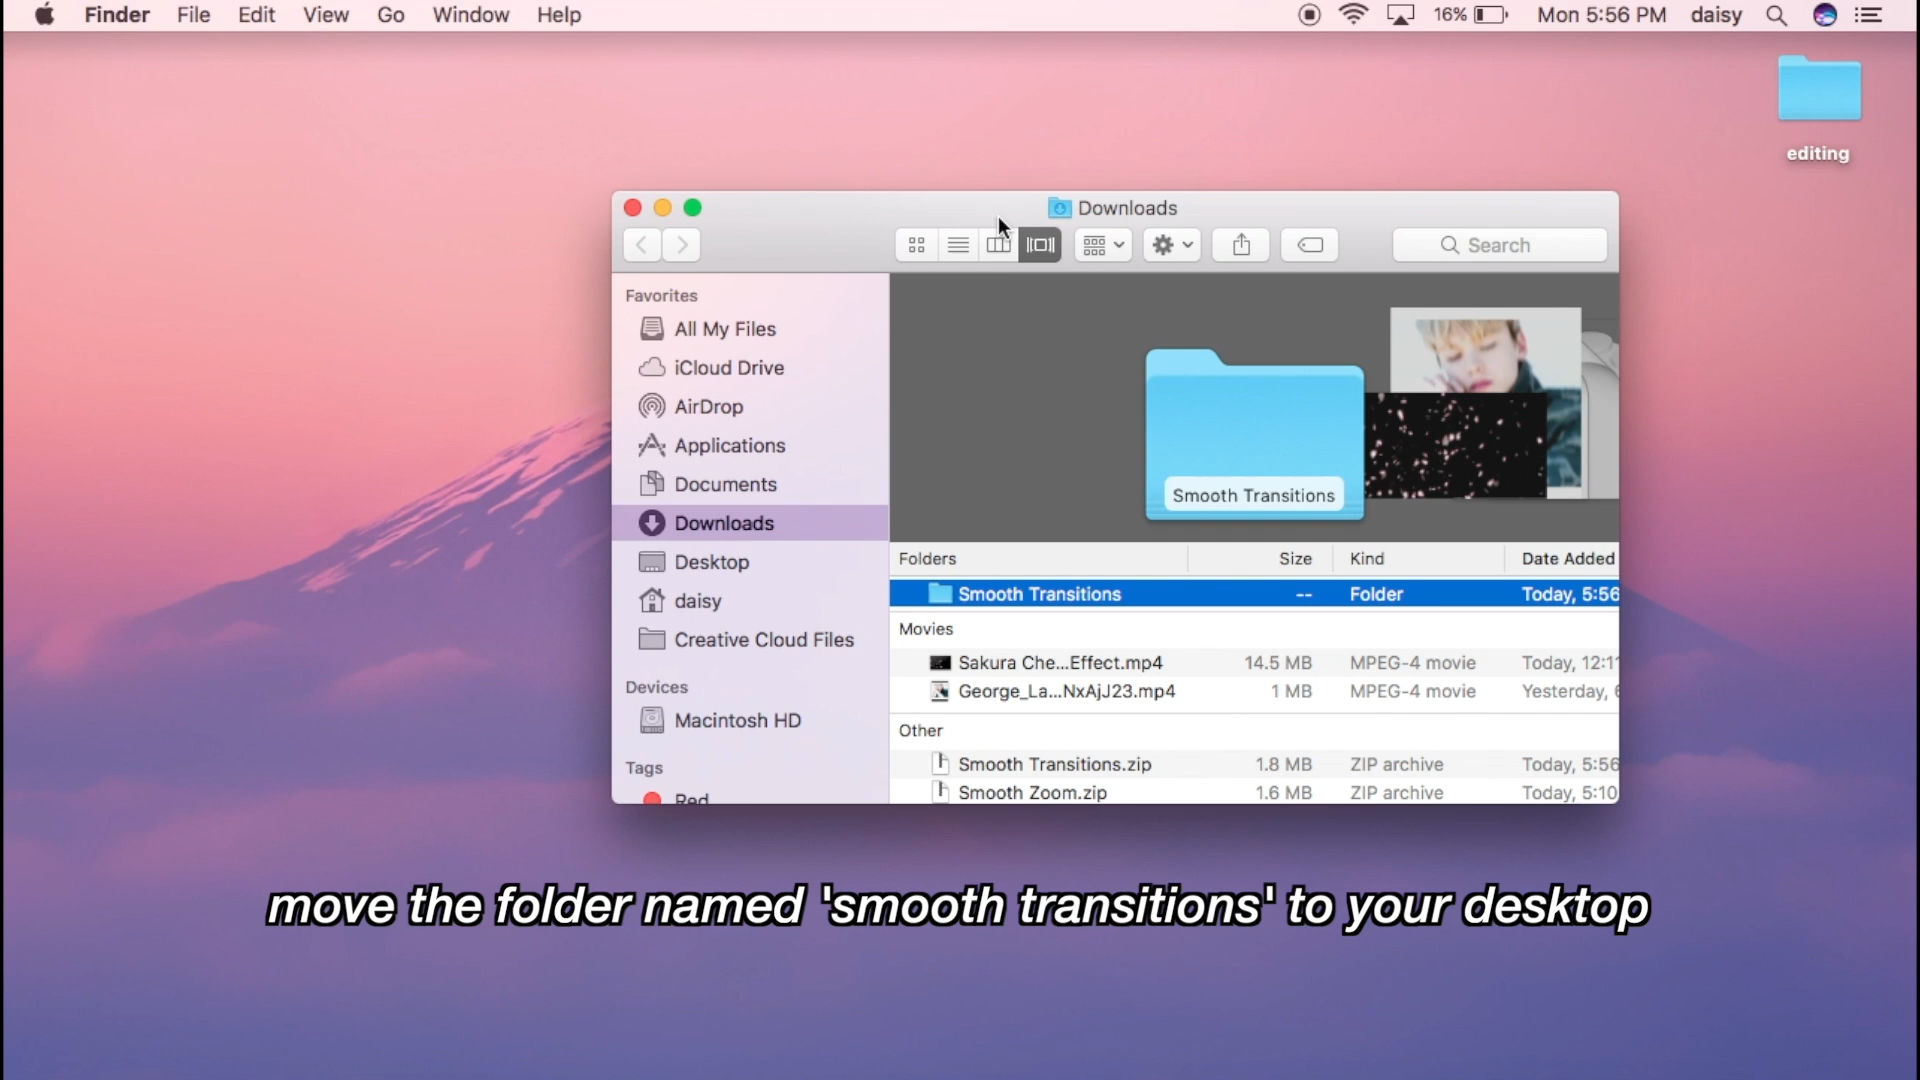 Finder File Edit View Go Window Help 16% Mon 5:56 PM daisy
editing
Downloads
Search
Favorites
All My Files
iCloud Drive
AirDrop
Applications
Documents
Downloads
Desktop
daisy
Creative Cloud Files
Devices
Macintosh HD
Tags
Red
Smooth Transitions
Folders Size Kind Date Added
Smooth Transitions -- Folder Today, 5:56
Movies
Sakura Che...Effect.mp4 14.5 MB MPEG-4 movie Today, 12:11
George_La...NxAjJ23.mp4 1 MB MPEG-4 movie Yesterday, 6
Other
Smooth Transitions.zip 1.8 MB ZIP archive Today, 5:56
Smooth Zoom.zip 1.6 MB ZIP archive Today, 5:10
move the folder named 'smooth transitions' to your desktop